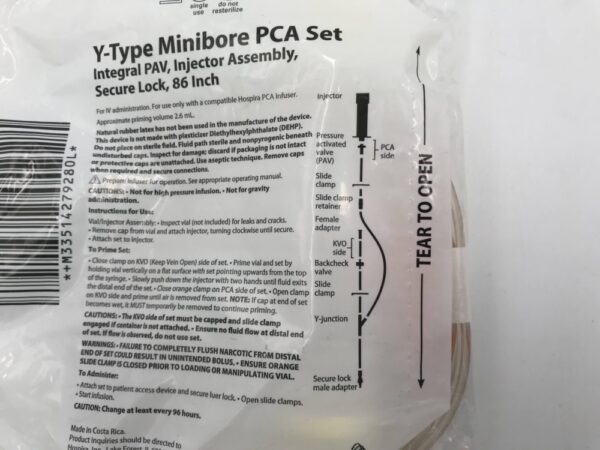 single
use
do not
resterilize
Y-Type Minibore PCA Set
Integral PAV, Injector Assembly,
Secure Lock, 86 Inch
For IV administration. For use only with a compatible Hospira PCA Infuser.
Approximate priming volume 2.6 mL.
Natural rubber latex has not been used in the manufacture of the device.
This device is not made with plasticizer Diethylhexylphthalate (DEHP).
Do not place on sterile field. Fluid path sterile and nonpyrogenic beneath
undisturbed caps. Inspect for damage; discard if packaging is not intact
or protective caps are unattached. Use aseptic technique. Remove caps
when required and secure connections.
Prepare infuser for operation. See appropriate operating manual.
CAUTIONS: • Not for high pressure infusion. • Not for gravity
administration.
Instructions for Use:
Vial/Injector Assembly: • Inspect vial (not included) for leaks and cracks.
• Remove cap from vial and attach injector, turning clockwise until secure.
• Attach set to injector.
To Prime Set:
• Close clamp on KVO (Keep Vein Open) side of set. • Prime vial and set by
holding vial vertically on a flat surface with set pointing upwards from the top
of the syringe. • Slowly push down the injector with two hands until fluid exits
the distal end of the set. • Close orange clamp on PCA side of set. • Open clamp
on KVO side and prime until air is removed from set. NOTE: If cap at end of set
becomes wet, it MUST temporarily be removed to continue priming.
CAUTIONS: • The KVO side of set must be capped and slide clamp
engaged if container is not attached. • Ensure no fluid flow at distal end
of set. If flow is observed, do not use set.
WARNINGS: • FAILURE TO COMPLETELY FLUSH NARCOTIC FROM DISTAL
END OF SET COULD RESULT IN UNINTENDED BOLUS. • ENSURE ORANGE
SLIDE CLAMP IS CLOSED PRIOR TO LOADING OR MANIPULATING VIAL.
To Administer:
• Attach set to patient access device and secure luer lock. • Open slide clamps.
• Start infusion.
CAUTION: Change at least every 96 hours.
Made in Costa Rica.
Product inquiries should be directed to
Hospira, Inc., Lake Forest, IL
*+M33514279280L*
Injector
Pressure
activated
valve
(PAV)
PCA
side
Slide
clamp
Slide clamp
retainer
Female
adapter
KVO
side
Backcheck
valve
Slide
clamp
Y-junction
Secure lock
male adapter
TEAR TO OPEN